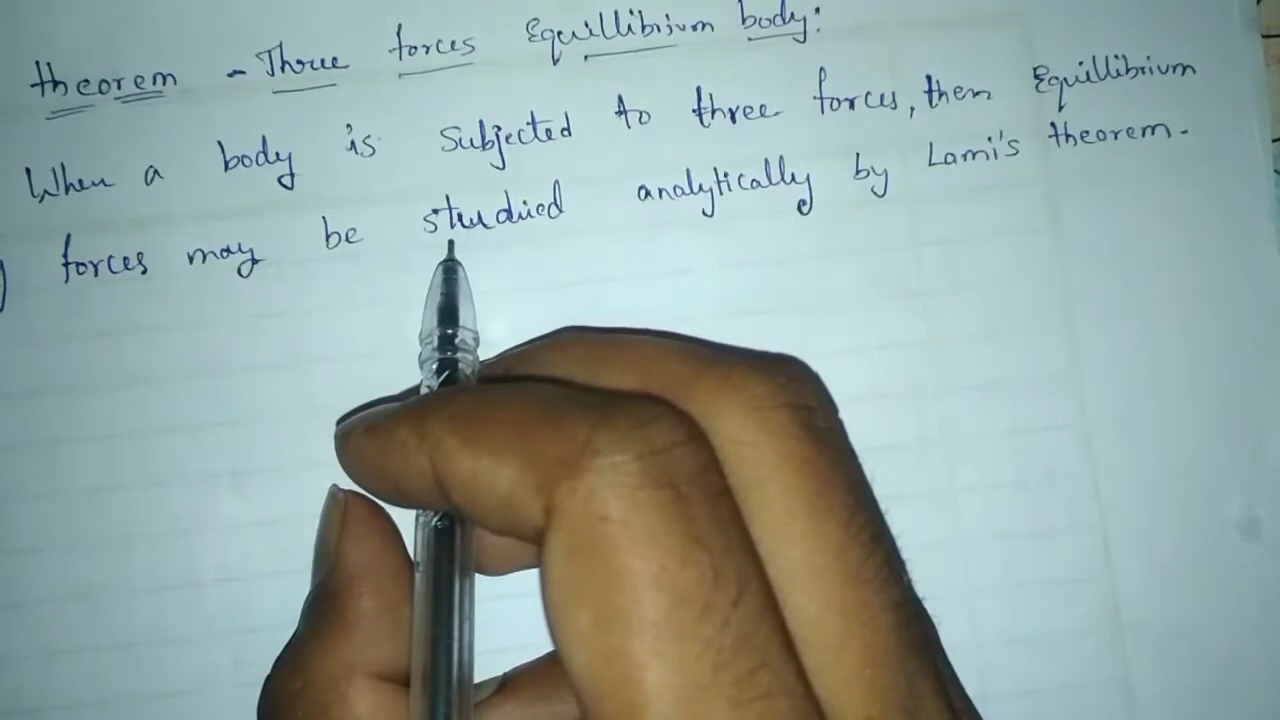 theorem - Three forces Equillibrium body:
When a body is Subjected to three forces, then Equillibrium
forces may be studied analytically by Lami's theorem.